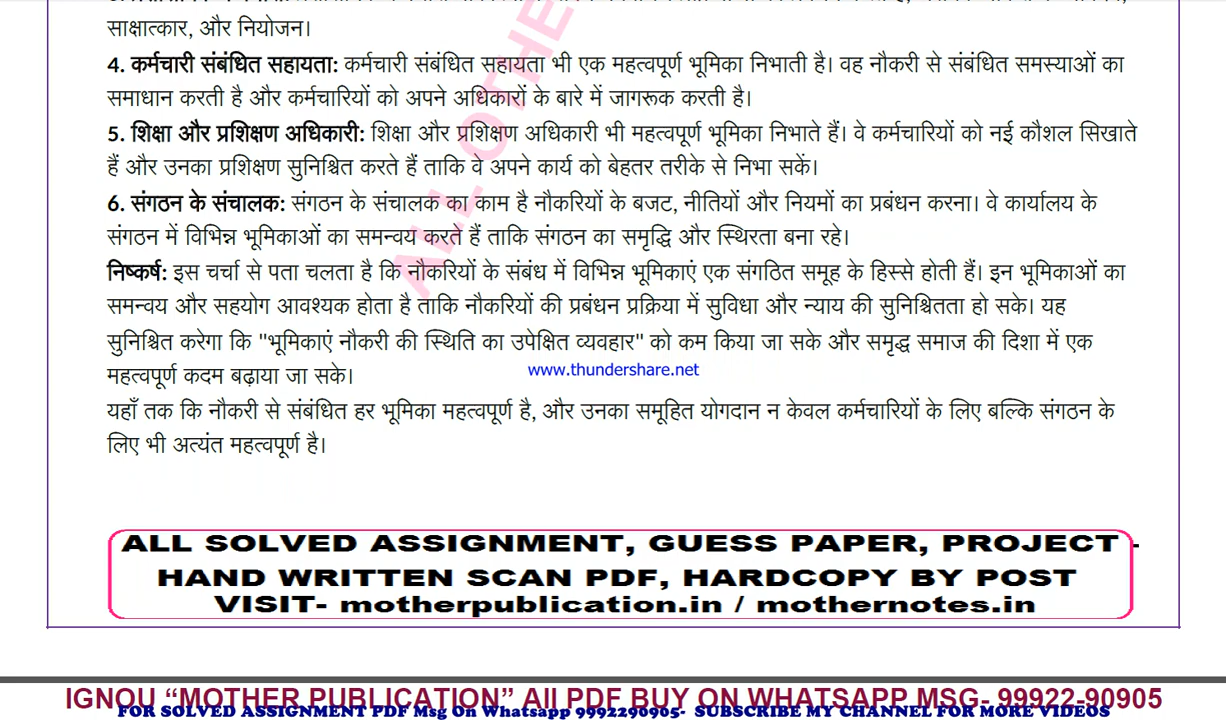 साक्षात्कार, और नियोजन।
4. कर्मचारी संबंधित सहायता: कर्मचारी संबंधित सहायता भी एक महत्वपूर्ण भूमिका निभाती है। वह नौकरी से संबंधित समस्याओं का
समाधान करती है और कर्मचारियों को अपने अधिकारों के बारे में जागरूक करती है।
5. शिक्षा और प्रशिक्षण अधिकारी: शिक्षा और प्रशिक्षण अधिकारी भी महत्वपूर्ण भूमिका निभाते हैं। वे कर्मचारियों को नई कौशल सिखाते
हैं और उनका प्रशिक्षण सुनिश्चित करते हैं ताकि वे अपने कार्य को बेहतर तरीके से निभा सकें।
6. संगठन के संचालक: संगठन के संचालक का काम है नौकरियों के बजट, नीतियों और नियमों का प्रबंधन करना। वे कार्यालय के
संगठन में विभिन्न भूमिकाओं का समन्वय करते हैं ताकि संगठन का समृद्धि और स्थिरता बना रहे।
निष्कर्ष: इस चर्चा से पता चलता है कि नौकरियों के संबंध में विभिन्न भूमिकाएं एक संगठित समूह के हिस्से होती हैं। इन भूमिकाओं का
समन्वय और सहयोग आवश्यक होता है ताकि नौकरियों की प्रबंधन प्रक्रिया में सुविधा और न्याय की सुनिश्चितता हो सके। यह
सुनिश्चित करेगा कि "भूमिकाएं नौकरी की स्थिति का उपेक्षित व्यवहार" को कम किया जा सके और समृद्ध समाज की दिशा में एक
महत्वपूर्ण कदम बढ़ाया जा सके।
www.thundershare.net
यहाँ तक कि नौकरी से संबंधित हर भूमिका महत्वपूर्ण है, और उनका समूहित योगदान न केवल कर्मचारियों के लिए बल्कि संगठन के
लिए भी अत्यंत महत्वपूर्ण है।
ALL OTHE
ALL SOLVED ASSIGNMENT, GUESS PAPER, PROJECT -
HAND WRITTEN SCAN PDF, HARDCOPY BY POST
VISIT- motherpublication.in / mothernotes.in
IGNOU “MOTHER PUBLICATION” All PDF BUY ON WHATSAPP MSG- 99922-90905
FOR SOLVED ASSIGNMENT PDF Msg On Whatsapp 9992290905- SUBSCRIBE MY CHANNEL FOR MORE VIDEOS